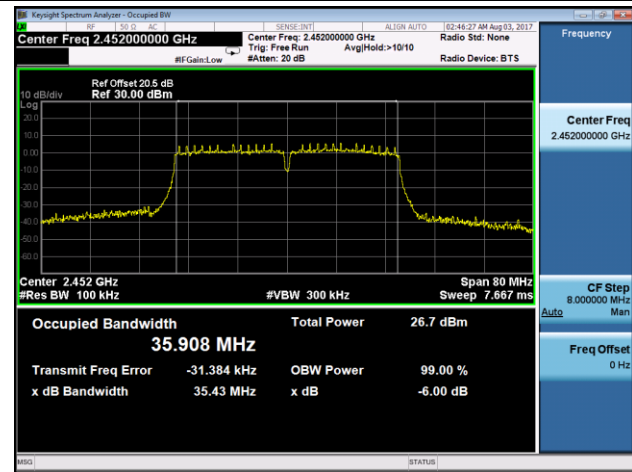 Keysight Spectrum Analyzer - Occupied BW
RF 50 Ω AC SENSE:INT ALIGN AUTO 02:46:27 AM Aug 03, 2017
Center Freq 2.452000000 GHz
Center Freq: 2.452000000 GHz
Radio Std: None
Trig: Free Run Avg|Hold:>10/10
#IFGain:Low #Atten: 20 dB Radio Device: BTS
Frequency
Ref Offset 20.5 dB
10 dB/div Ref 30.00 dBm
Log
20.0
10.0
0.00
-10.0
-20.0
-30.0
-40.0
-50.0
-60.0
Center 2.452 GHz Span 80 MHz
#Res BW 100 kHz #VBW 300 kHz Sweep 7.667 ms
Occupied Bandwidth Total Power 26.7 dBm
35.908 MHz
Transmit Freq Error -31.384 kHz OBW Power 99.00 %
x dB Bandwidth 35.43 MHz x dB -6.00 dB
Center Freq
2.452000000 GHz
CF Step
8.000000 MHz
Auto Man
Freq Offset
0 Hz
MSG STATUS